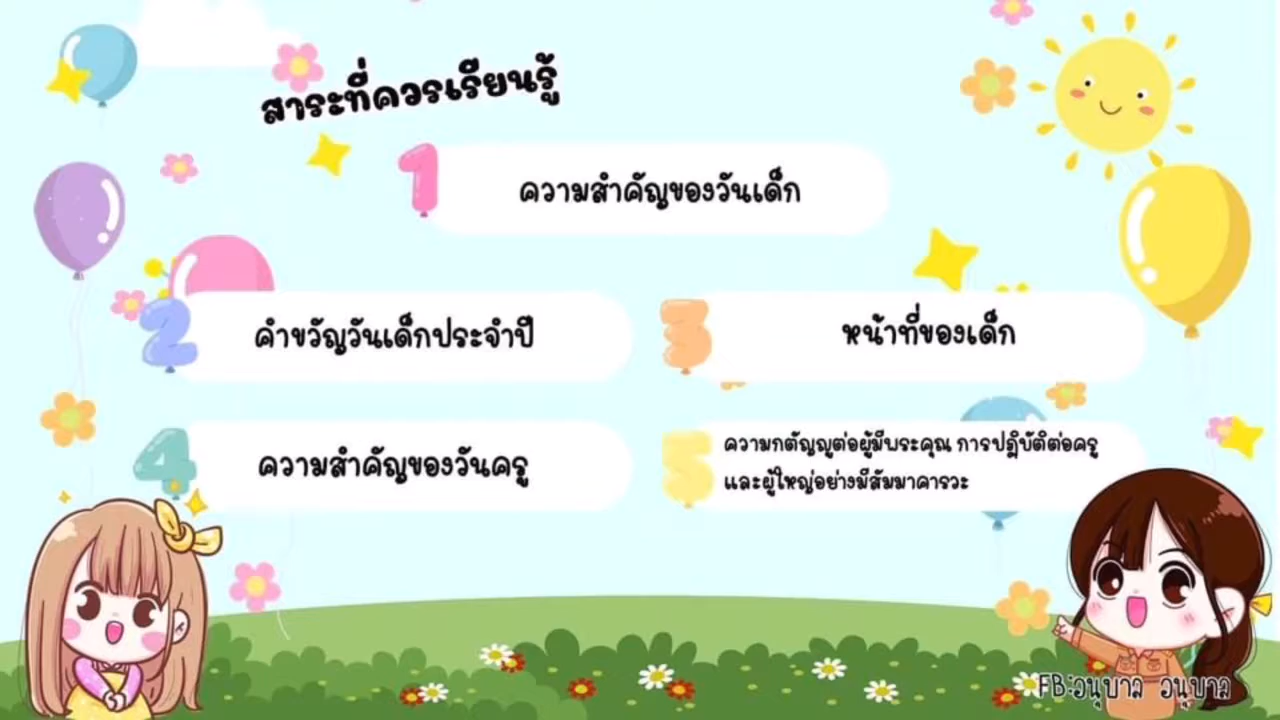 สาระที่ควรเรียนรู้
1
ความสำคัญของวันเด็ก
2
คำขวัญวันเด็กประจำปี
3
หน้าที่ของเด็ก
4
ความสำคัญของวันครู
5
ความกตัญญูต่อผู้มีพระคุณ การปฏิบัติต่อครู
และผู้ใหญ่อย่างมีสัมมาคารวะ
FB:อนุบาล อนุบาล